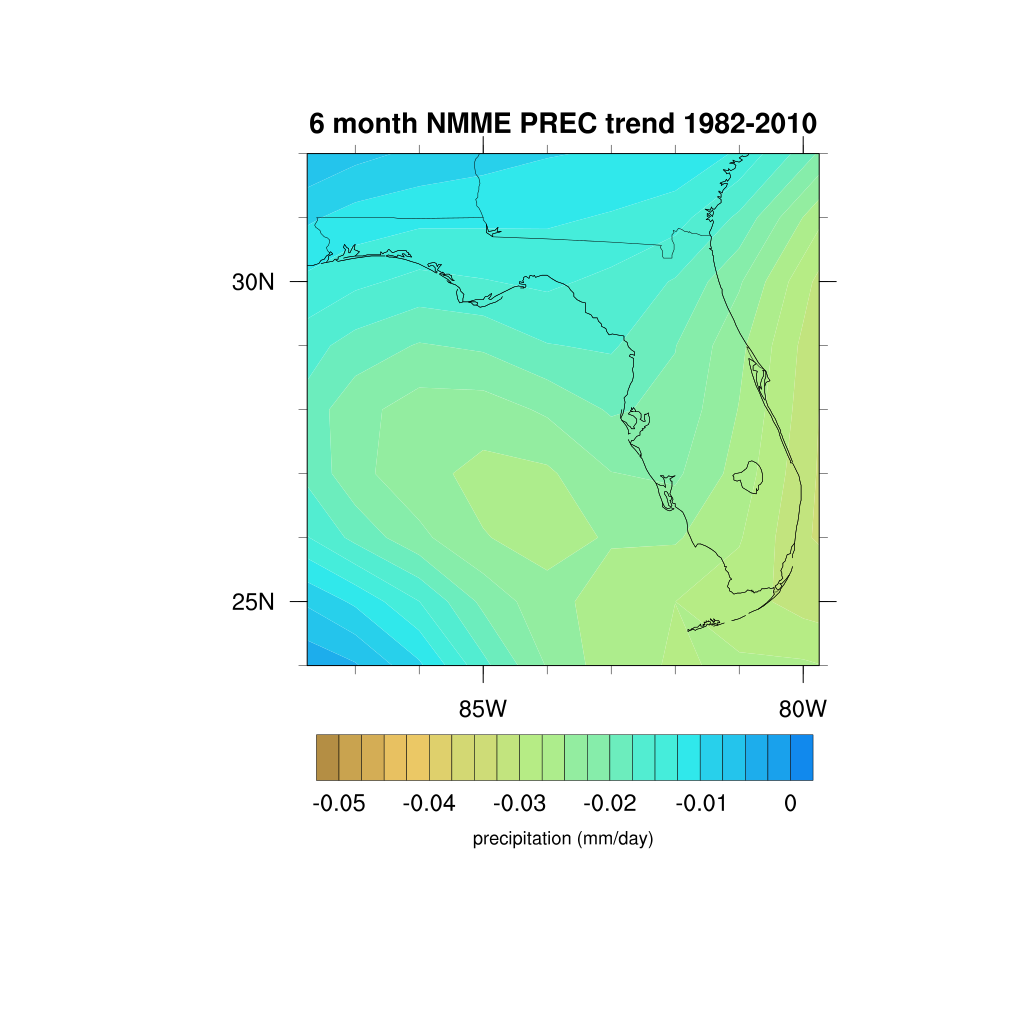 6 month NMME PREC trend 1982-2010
30N
25N
85W 80W
-0.05 -0.04 -0.03 -0.02 -0.01 0
precipitation (mm/day)